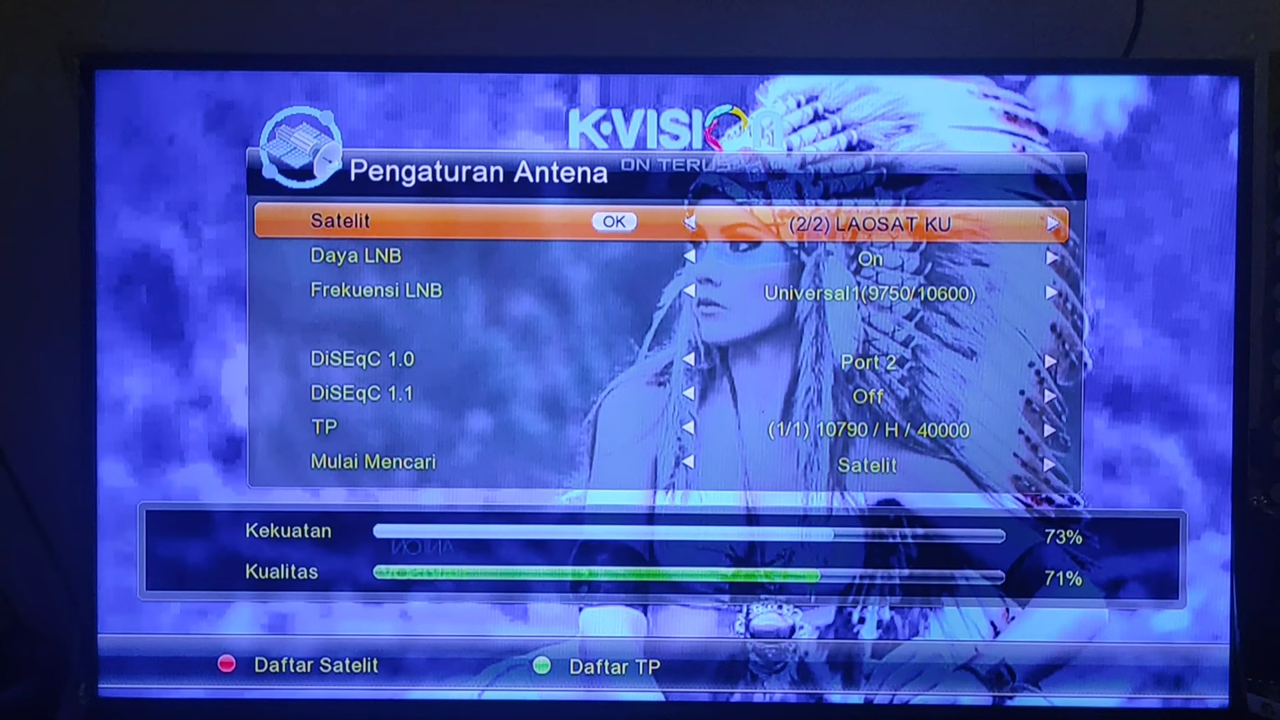 K-VISION
ON TERUS
Pengaturan Antena
Satelit OK (2/2) LAOSAT KU
Daya LNB On
Frekuensi LNB Universal1(9750/10600)
DiSEqC 1.0 Port 2
DiSEqC 1.1 Off
TP (1/1) 10790 / H / 40000
Mulai Mencari Satelit
Kekuatan 73%
Kualitas 71%
Daftar Satelit Daftar TP